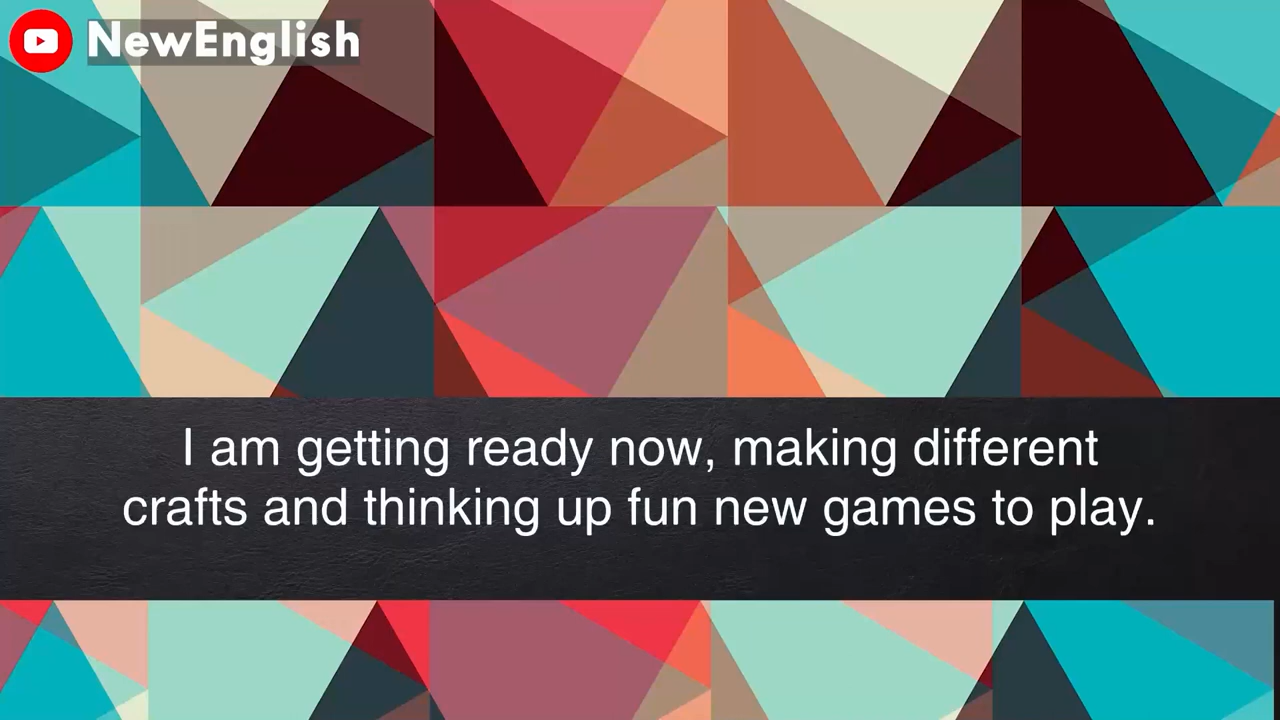 NewEnglish
I am getting ready now, making different
crafts and thinking up fun new games to play.